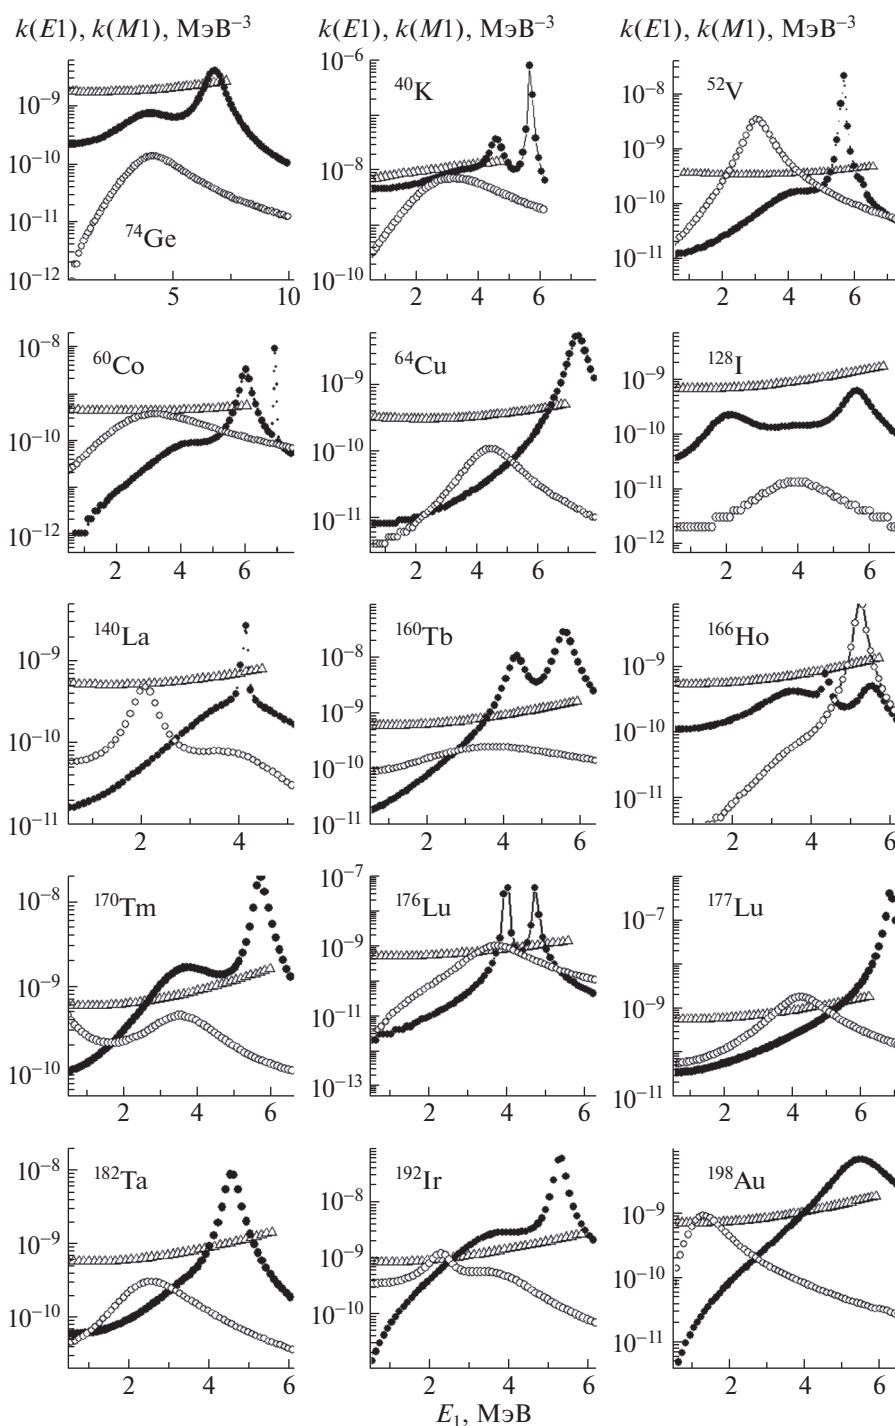 k(E1), k(M1), МэВ⁻³ k(E1), k(M1), МэВ⁻³ k(E1), k(M1), МэВ⁻³
10⁻⁹ 10⁻¹⁰ 10⁻¹¹ 10⁻¹² ⁷⁴Ge 5 10
10⁻⁶ 10⁻⁸ 10⁻¹⁰ ⁴⁰K 2 4 6
10⁻⁸ 10⁻⁹ 10⁻¹⁰ 10⁻¹¹ ⁵²V 2 4 6
10⁻⁸ 10⁻¹⁰ 10⁻¹² ⁶⁰Co 2 4 6
10⁻⁹ 10⁻¹⁰ 10⁻¹¹ ⁶⁴Cu 2 4 6
10⁻⁹ 10⁻¹⁰ 10⁻¹¹ 10⁻¹² ¹²⁸I 2 4 6
10⁻⁹ 10⁻¹⁰ 10⁻¹¹ ¹⁴⁰La 2 4
10⁻⁸ 10⁻⁹ 10⁻¹⁰ 10⁻¹¹ ¹⁶⁰Tb 2 4 6
10⁻⁹ 10⁻¹⁰ 10⁻¹¹ ¹⁶⁶Ho 2 4 6
10⁻⁸ 10⁻⁹ 10⁻¹⁰ ¹⁷⁰Tm 2 4 6
10⁻⁷ 10⁻⁹ 10⁻¹¹ 10⁻¹³ ¹⁷⁶Lu 2 4 6
10⁻⁷ 10⁻⁹ 10⁻¹¹ ¹⁷⁷Lu 2 4 6
10⁻⁸ 10⁻⁹ 10⁻¹⁰ ¹⁸²Ta 2 4 6
10⁻⁸ 10⁻⁹ 10⁻¹⁰ ¹⁹²Ir 2 4 6
10⁻⁹ 10⁻¹⁰ 10⁻¹¹ ¹⁹⁸Au 2 4 6
E₁, МэВ